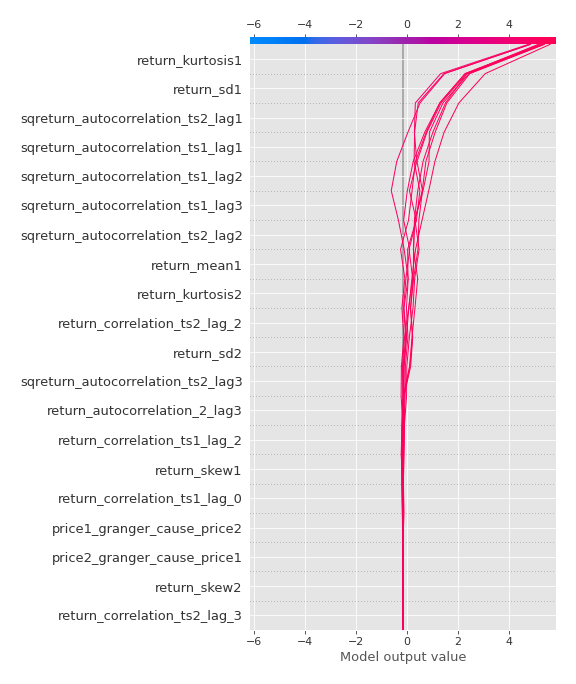 −6 −4 −2 0 2 4
return_kurtosis1
return_sd1
sqreturn_autocorrelation_ts2_lag1
sqreturn_autocorrelation_ts1_lag1
sqreturn_autocorrelation_ts1_lag2
sqreturn_autocorrelation_ts1_lag3
sqreturn_autocorrelation_ts2_lag2
return_mean1
return_kurtosis2
return_correlation_ts2_lag_2
return_sd2
sqreturn_autocorrelation_ts2_lag3
return_autocorrelation_2_lag3
return_correlation_ts1_lag_2
return_skew1
return_correlation_ts1_lag_0
price1_granger_cause_price2
price2_granger_cause_price1
return_skew2
return_correlation_ts2_lag_3
−6 −4 −2 0 2 4
Model output value